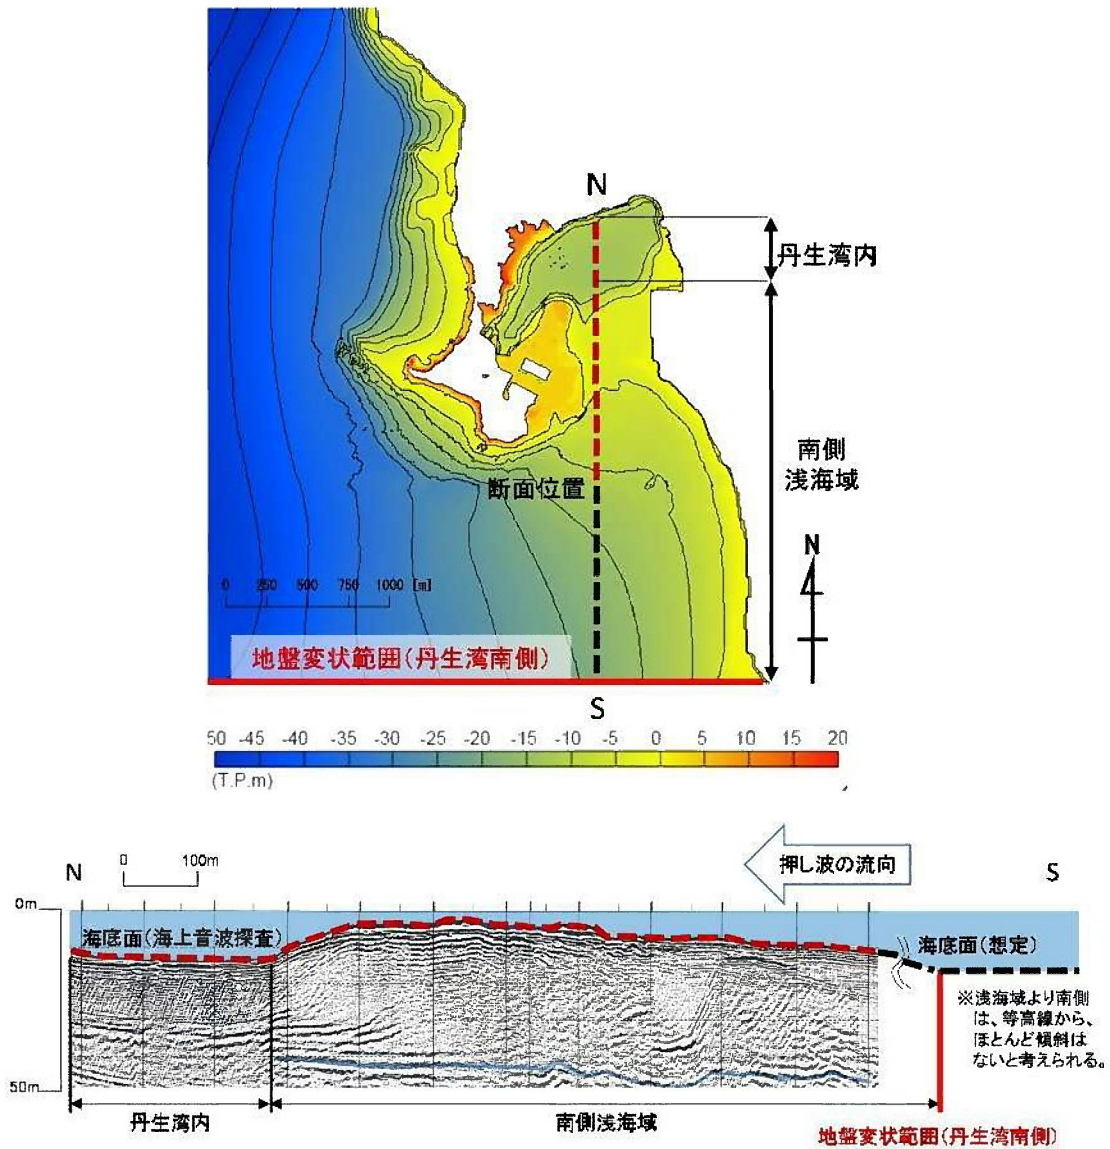 N
丹生湾内
断面位置
南側
浅海域
N
0 250 500 750 1000 [m]
地盤変状範囲(丹生湾南側)
S
50 -45 -40 -35 -30 -25 -20 -15 -10 -5 0 5 10 15 20
(T.P.m)
押し波の流向
N
0 100m
S
0m
海底面(海上音波探査)
海底面(想定)
※浅海域より南側
は、等高線から、
ほとんど傾斜は
ないと考えられる。
50m
丹生湾内
南側浅海域
地盤変状範囲(丹生湾南側)